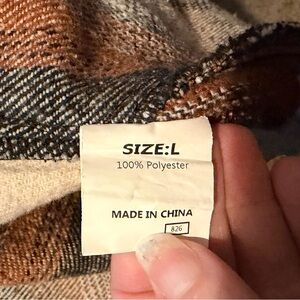 SIZE:L
100% Polyester
MADE IN CHINA
826